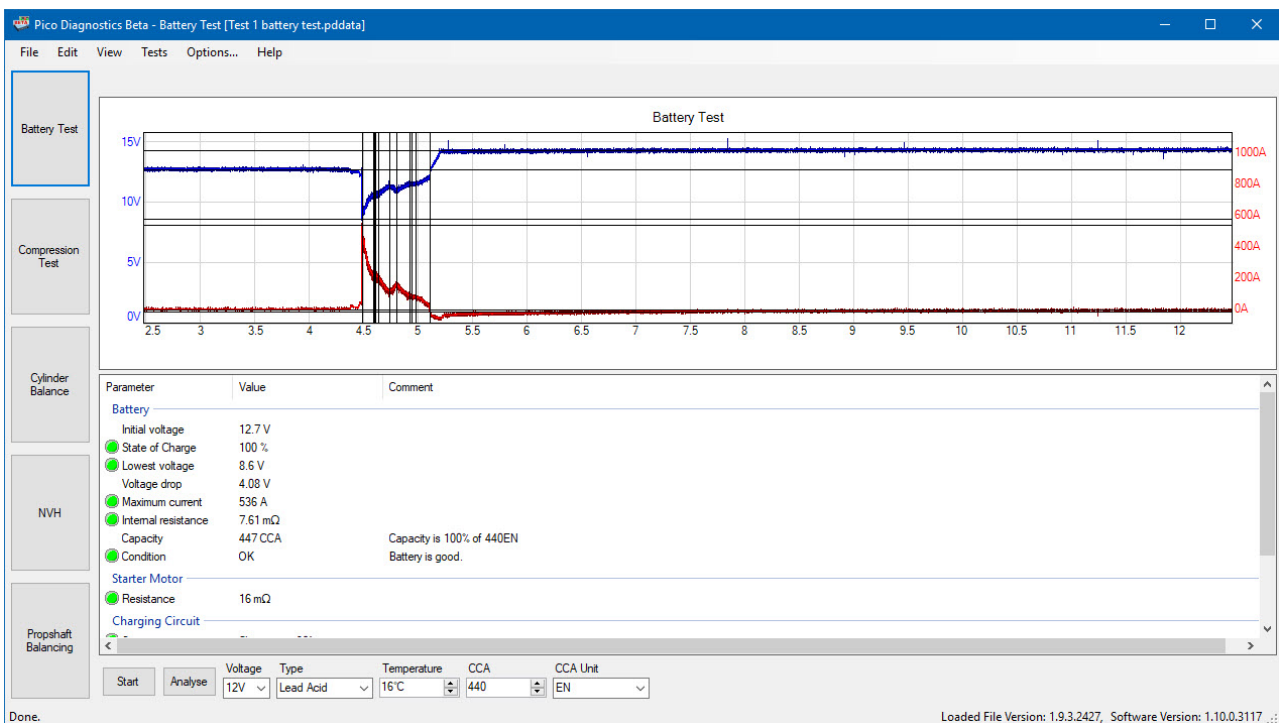 Pico Diagnostics Beta - Battery Test [Test 1 battery test.pddata]
File Edit View Tests Options... Help
Battery Test
Compression
Test
Cylinder
Balance
NVH
Propshaft
Balancing
Battery Test
15V
10V
5V
0V
1000A
800A
600A
400A
200A
0A
2.5 3 3.5 4 4.5 5 5.5 6 6.5 7 7.5 8 8.5 9 9.5 10 10.5 11 11.5 12
Parameter Value Comment
Battery
Initial voltage 12.7 V
State of Charge 100 %
Lowest voltage 8.6 V
Voltage drop 4.08 V
Maximum current 536 A
Internal resistance 7.61 mΩ
Capacity 447 CCA Capacity is 100% of 440EN
Condition OK Battery is good.
Starter Motor
Resistance 16 mΩ
Charging Circuit
Start Analyse
Voltage Type Temperature CCA CCA Unit
12V Lead Acid 16°C 440 EN
Done. Loaded File Version: 1.9.3.2427, Software Version: 1.10.0.3117